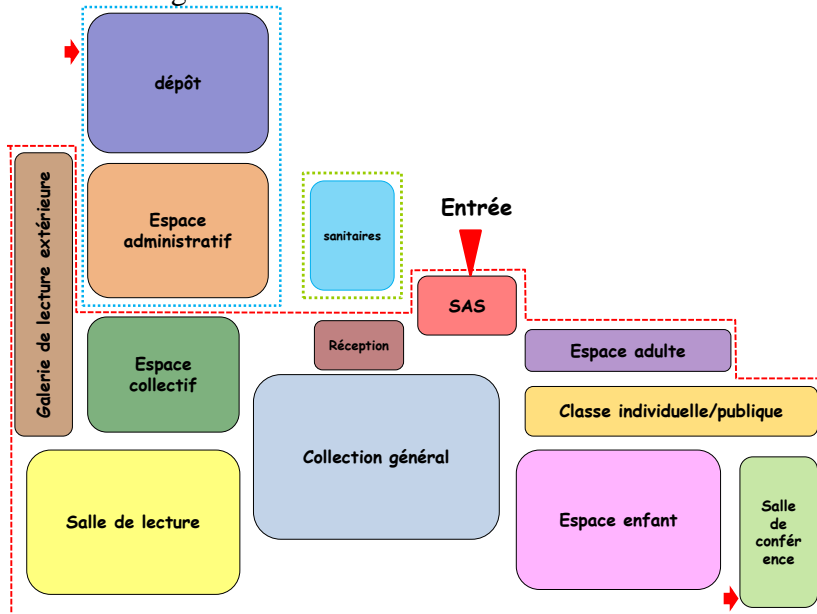 dépôt
Espace
administratif
sanitaires
Entrée
Galerie de lecture extérieure
SAS
Espace
collectif
Réception
Espace adulte
Classe individuelle/publique
Collection général
Salle de lecture
Espace enfant
Salle
de
confér
ence